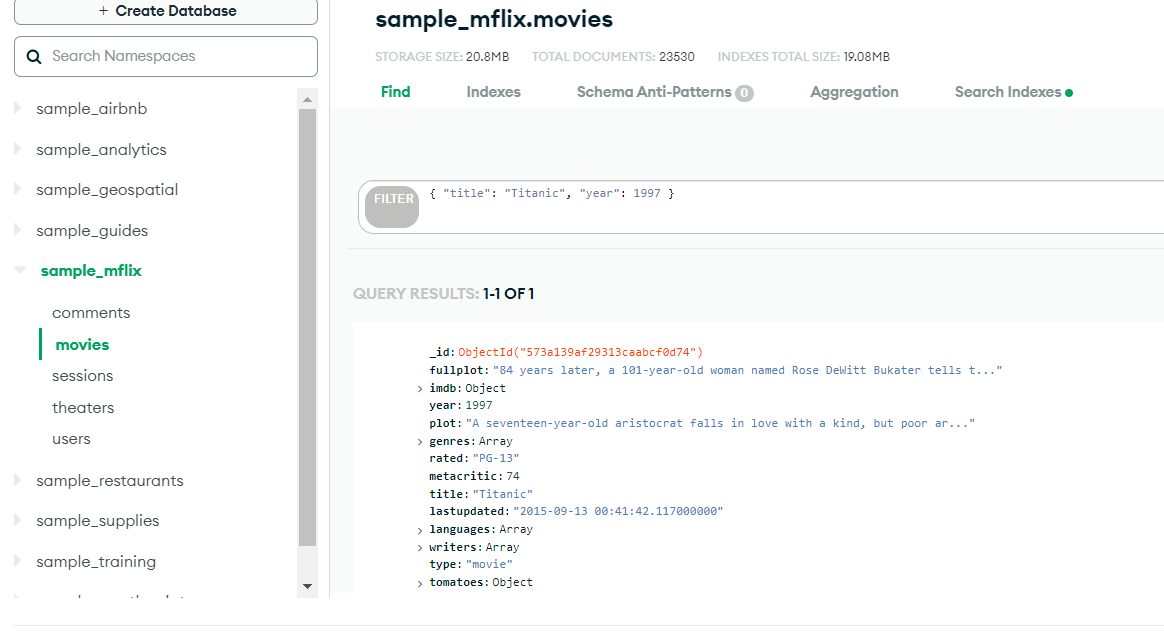 + Create Database
Search Namespaces
sample_airbnb
sample_analytics
sample_geospatial
sample_guides
sample_mflix
comments
movies
sessions
theaters
users
sample_restaurants
sample_supplies
sample_training
sample_mflix.movies
STORAGE SIZE: 20.8MB TOTAL DOCUMENTS: 23530 INDEXES TOTAL SIZE: 19.08MB
Find Indexes Schema Anti-Patterns 0 Aggregation Search Indexes
FILTER { "title": "Titanic", "year": 1997 }
QUERY RESULTS: 1-1 OF 1
_id: ObjectId("573a139af29313caabcf0d74")
fullplot: "84 years later, a 101-year-old woman named Rose DeWitt Bukater tells t..."
> imdb: Object
year: 1997
plot: "A seventeen-year-old aristocrat falls in love with a kind, but poor ar..."
> genres: Array
rated: "PG-13"
metacritic: 74
title: "Titanic"
lastupdated: "2015-09-13 00:41:42.117000000"
> languages: Array
> writers: Array
type: "movie"
> tomatoes: Object